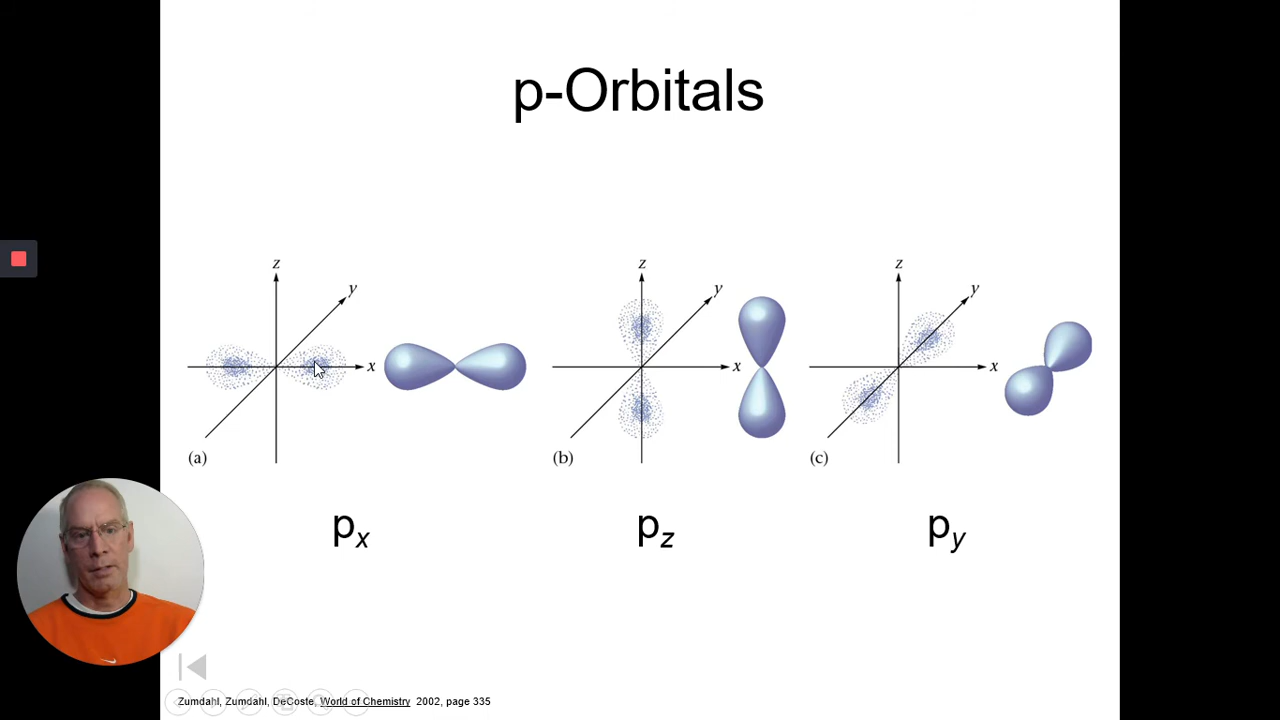 p-Orbitals
z
y
x
(a)
z
y
x
(b)
z
y
x
(c)
px
pz
py
Zumdahl, Zumdahl, DeCoste, World of Chemistry 2002, page 335